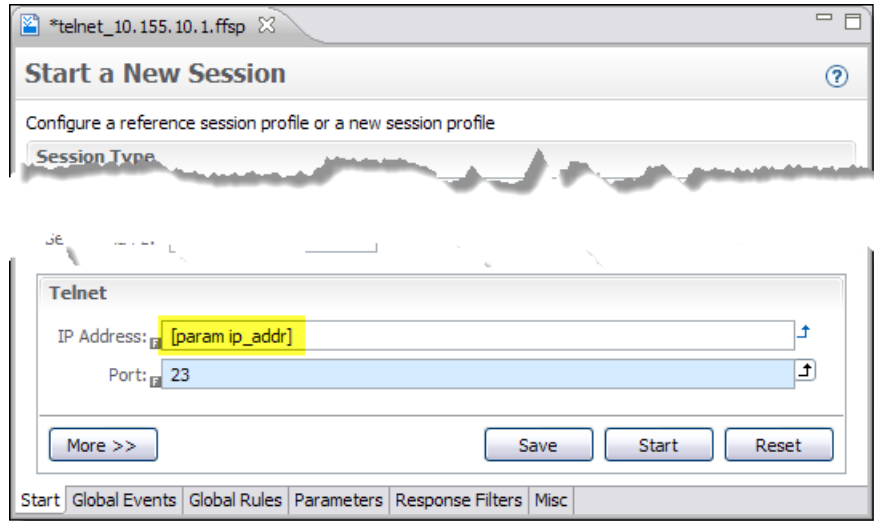 *telnet_10.155.10.1.ffsp
Start a New Session
Configure a reference session profile or a new session profile
Session Type
Telnet
IP Address: [param ip_addr]
Port: 23
More >> Save Start Reset
Start Global Events Global Rules Parameters Response Filters Misc